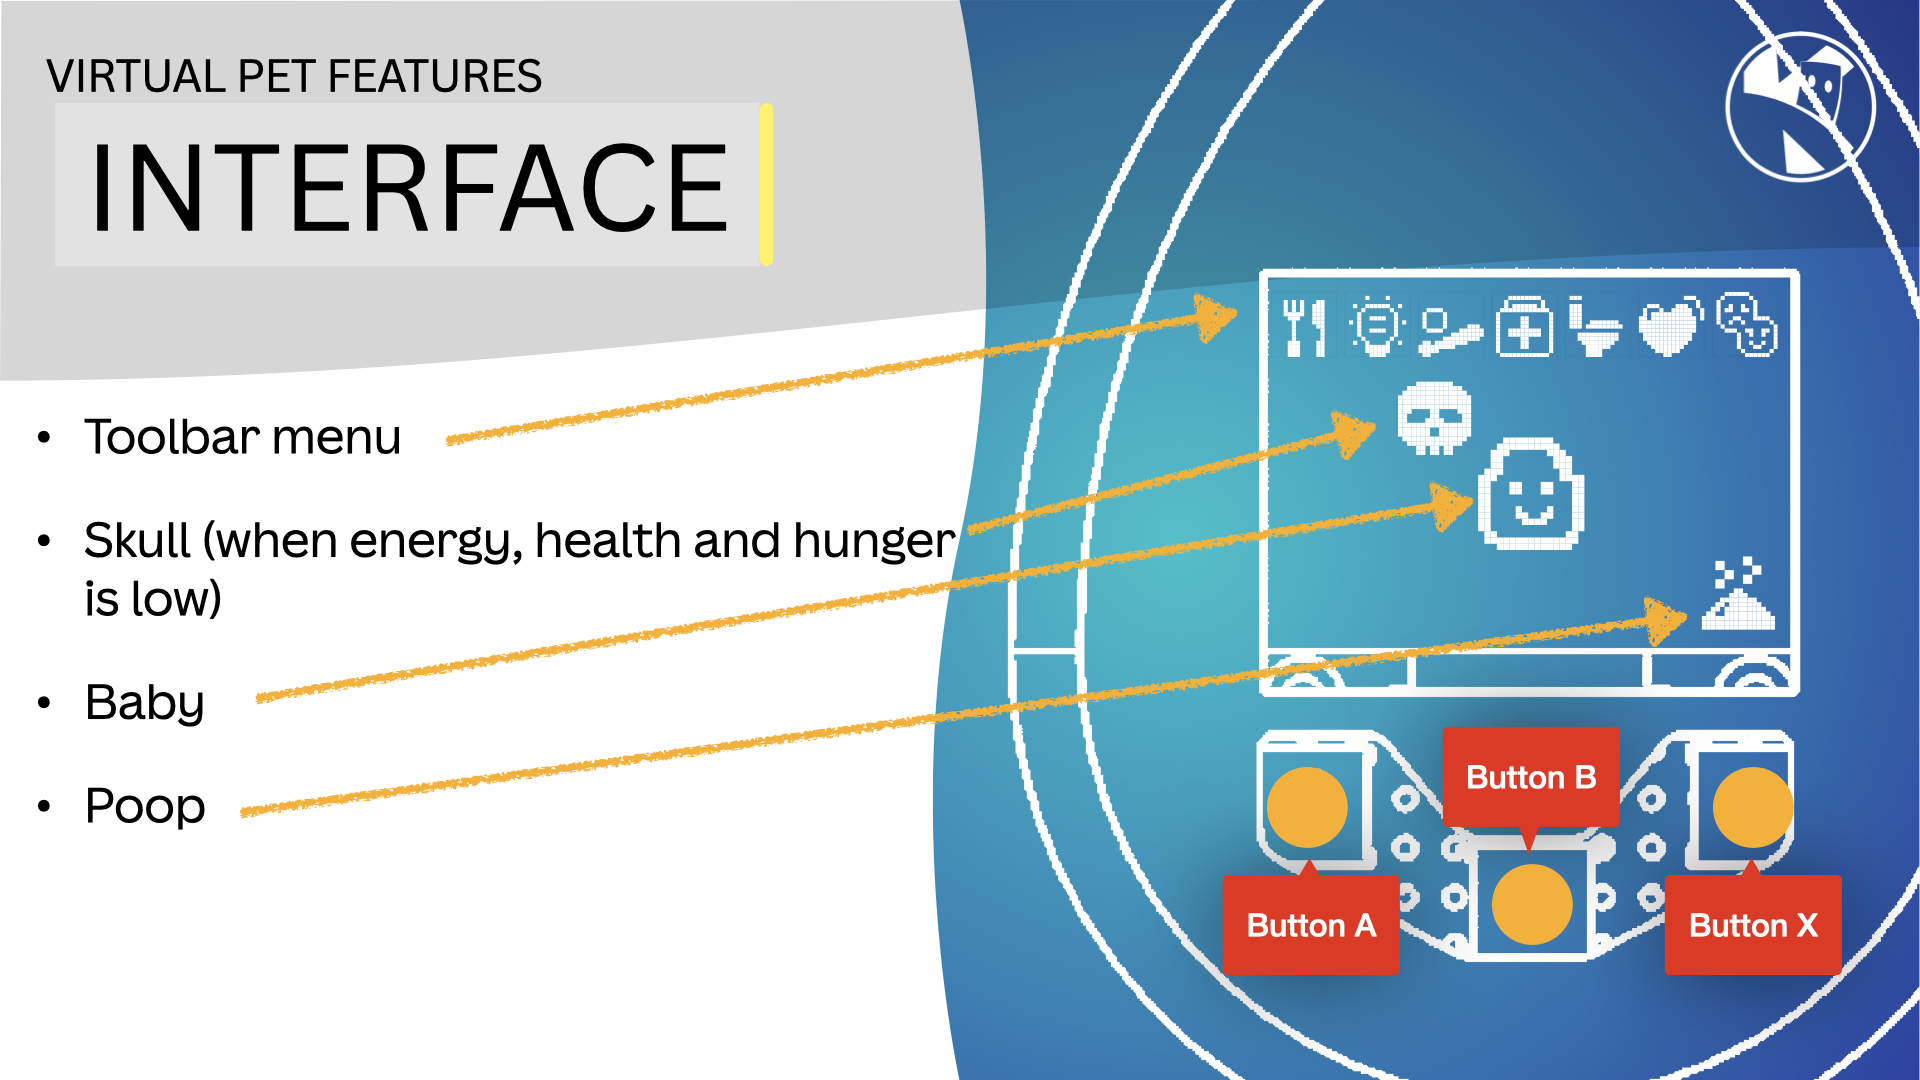 VIRTUAL PET FEATURES
INTERFACE
• Toolbar menu
• Skull (when energy, health and hunger
is low)
• Baby
• Poop
Button B
Button A
Button X